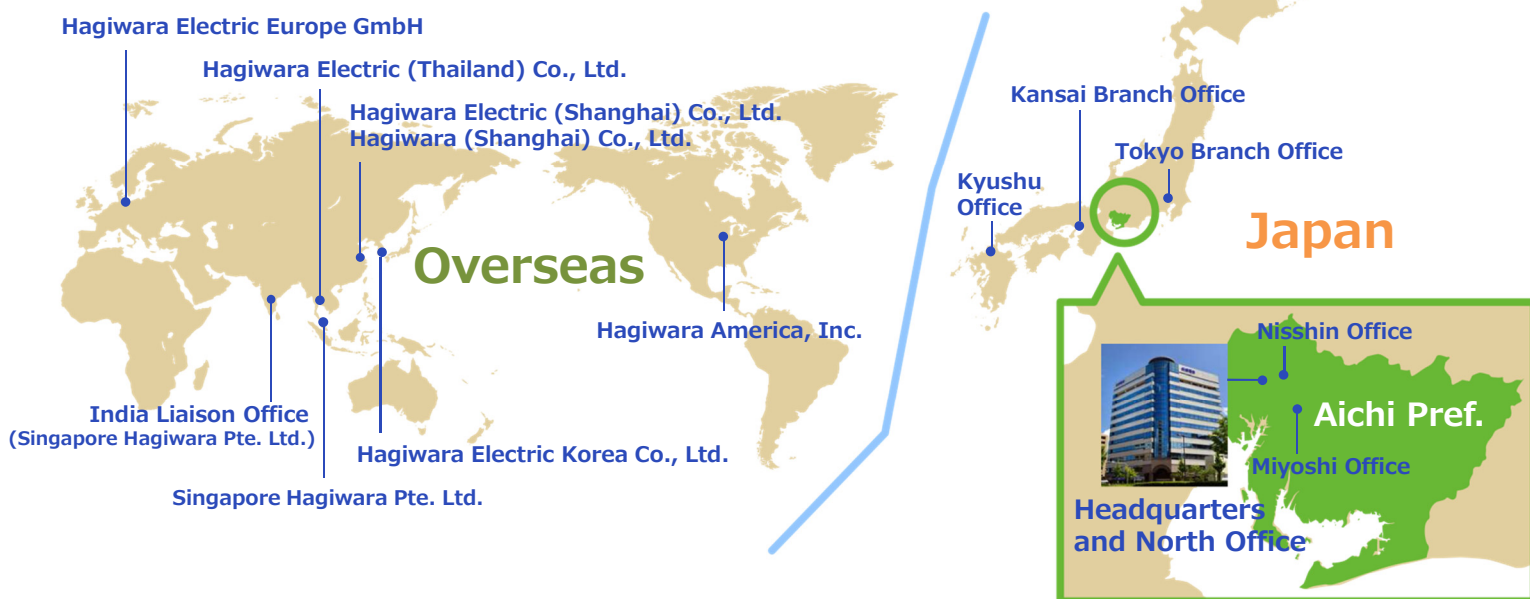 Hagiwara Electric Europe GmbH
Hagiwara Electric (Thailand) Co., Ltd.
Hagiwara Electric (Shanghai) Co., Ltd.
Hagiwara (Shanghai) Co., Ltd.
Overseas
Hagiwara America, Inc.
India Liaison Office
(Singapore Hagiwara Pte. Ltd.)
Hagiwara Electric Korea Co., Ltd.
Singapore Hagiwara Pte. Ltd.
Kansai Branch Office
Tokyo Branch Office
Kyushu
Office
Japan
Nisshin Office
Aichi Pref.
Miyoshi Office
Headquarters
and North Office